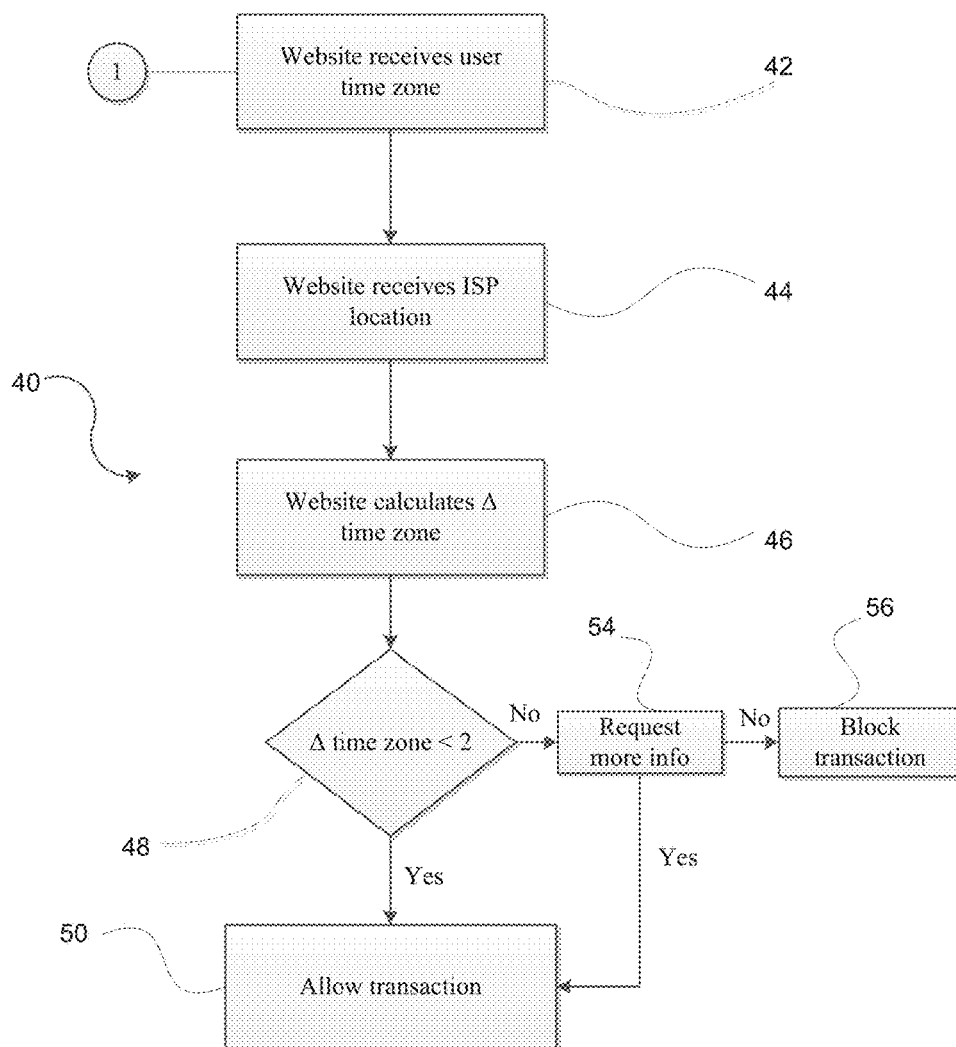 1
Website receives user
time zone
42
Website receives ISP
location
44
40
Website calculates Δ
time zone
46
54
56
Δ time zone < 2
No
Request
more info
No
Block
transaction
48
Yes
Yes
50
Allow transaction